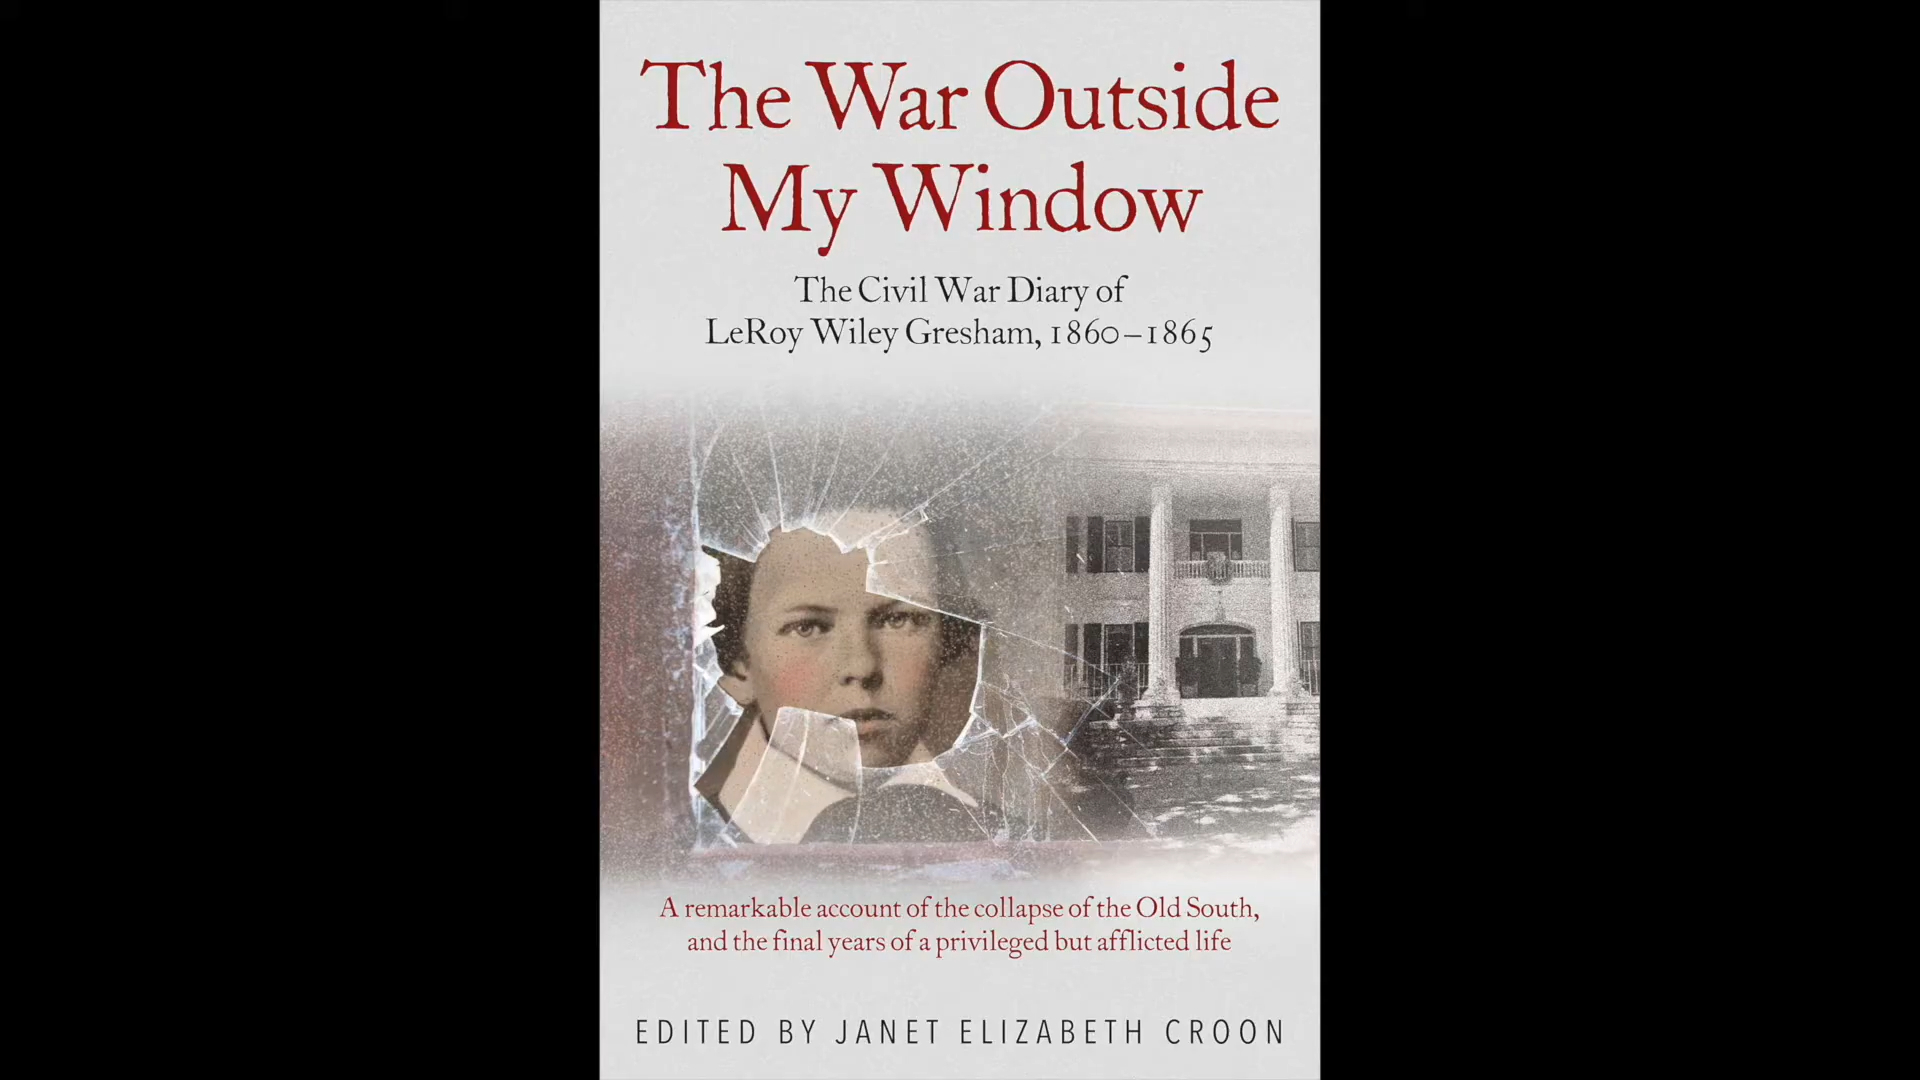 The War Outside
My Window
The Civil War Diary of
LeRoy Wiley Gresham, 1860–1865
A remarkable account of the collapse of the Old South,
and the final years of a privileged but afflicted life
EDITED BY JANET ELIZABETH CROON